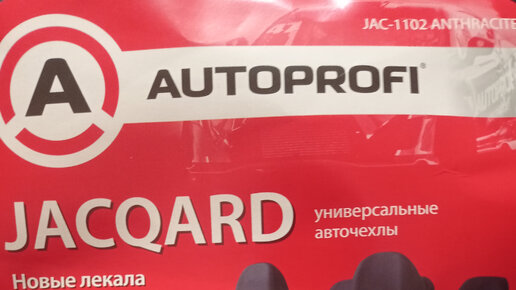 JAC-1102 ANTHRACITE
A
AUTOPROFI®
JACQARD
универсальные
авточехлы
Новые лекала